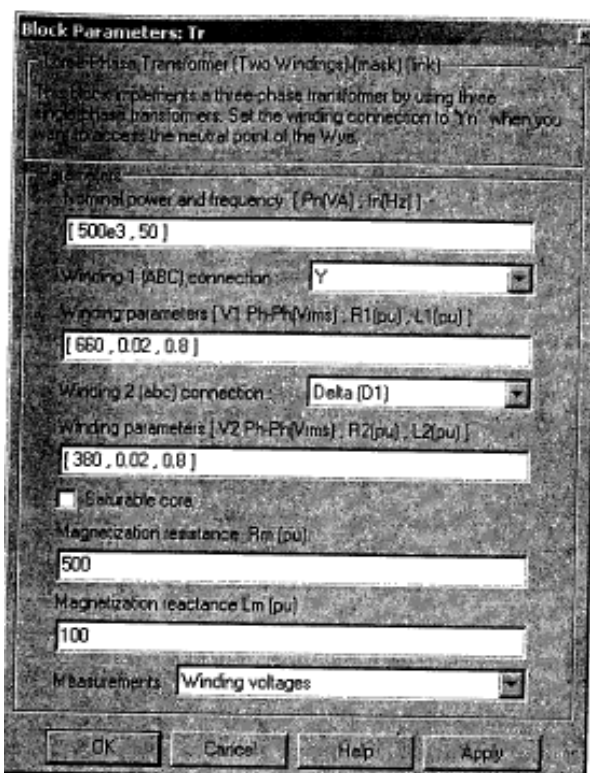 Block Parameters: Tr
Three-Phase Transformer (Two Windings) (mask) (link)
This block implements a three-phase transformer by using three
single-phase transformers. Set the winding connection to 'Yn' when you
want to access the neutral point of the Wye.
Parameters
Nominal power and frequency [ Pn(VA) , fn(Hz) ]
[ 500e3 , 50 ]
Winding 1 (ABC) connection :
Y
Winding parameters [ V1 Ph-Ph(Vrms) , R1(pu) , L1(pu) ]
[ 660 , 0.02 , 0.8 ]
Winding 2 (abc) connection :
Delta (D1)
Winding parameters [ V2 Ph-Ph(Vrms) , R2(pu) , L2(pu) ]
[ 380 , 0.02 , 0.8 ]
Saturable core
Magnetization resistance Rm (pu)
500
Magnetization reactance Lm (pu)
100
Measurements
Winding voltages
OK
Cancel
Help
Apply